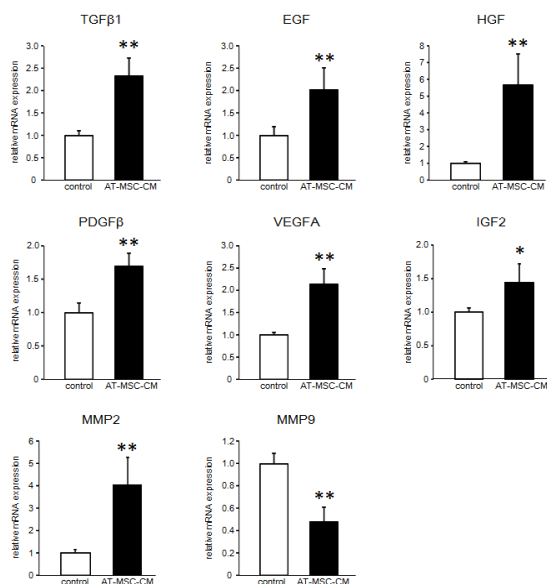 TGFβ1
relative mRNA expression
3.0
2.5
2.0
1.5
1.0
0.5
0
**
control AT-MSC-CM
EGF
relative mRNA expression
3.0
2.5
2.0
1.5
1.0
0.5
0
**
control AT-MSC-CM
HGF
relative mRNA expression
8
7
6
5
4
3
2
1
0
**
control AT-MSC-CM
PDGFβ
relative mRNA expression
2.0
1.5
1.0
0.5
0
**
control AT-MSC-CM
VEGFA
relative mRNA expression
3.0
2.5
2.0
1.5
1.0
0.5
0
**
control AT-MSC-CM
IGF2
relative mRNA expression
2.0
1.5
1.0
0.5
0
*
control AT-MSC-CM
MMP2
relative mRNA expression
6
5
4
3
2
1
0
**
control AT-MSC-CM
MMP9
relative mRNA expression
1.2
1.0
0.8
0.6
0.4
0.2
0
**
control AT-MSC-CM